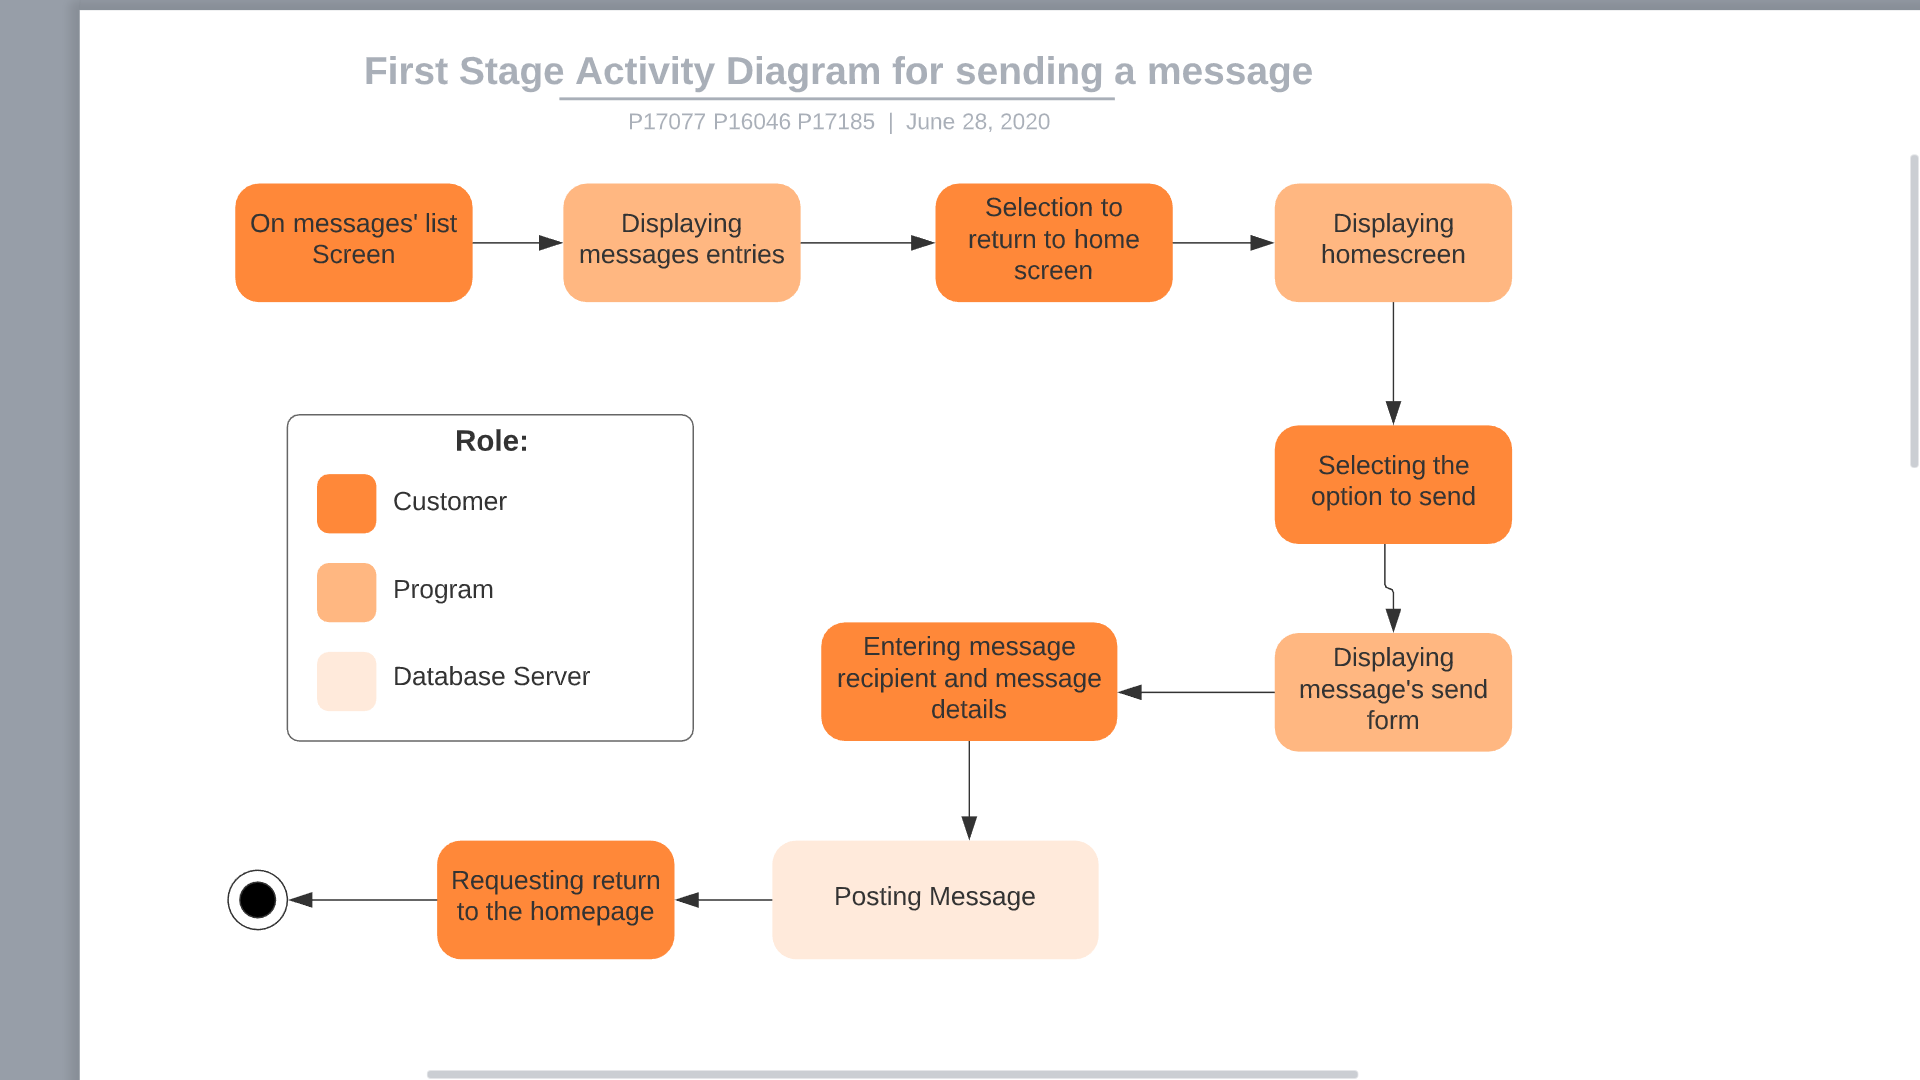 First Stage Activity Diagram for sending a message
P17077 P16046 P17185 | June 28, 2020
On messages' list
Screen
Displaying
messages entries
Selection to
return to home
screen
Displaying
homescreen
Selecting the
option to send
Role:
Customer
Program
Database Server
Displaying
message's send
form
Entering message
recipient and message
details
Posting Message
Requesting return
to the homepage